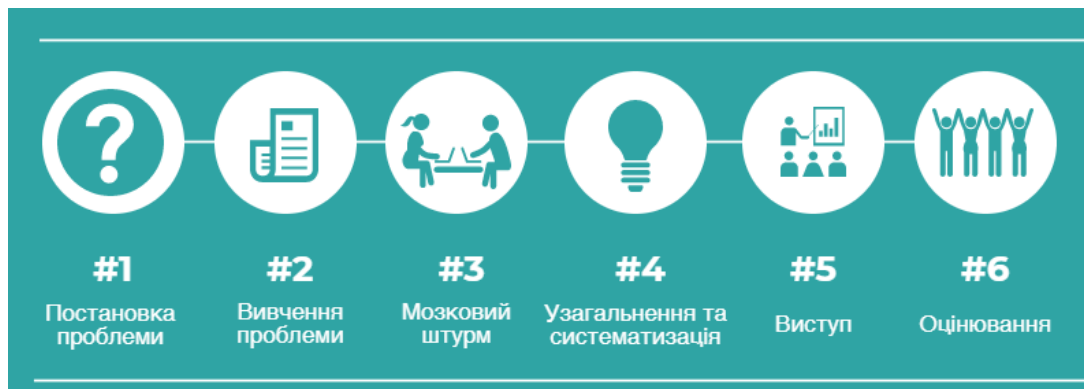 ?
#1
Постановка
проблеми
#2
Вивчення
проблеми
#3
Мозковий
штурм
#4
Узагальнення та
систематизація
#5
Виступ
#6
Оцінювання